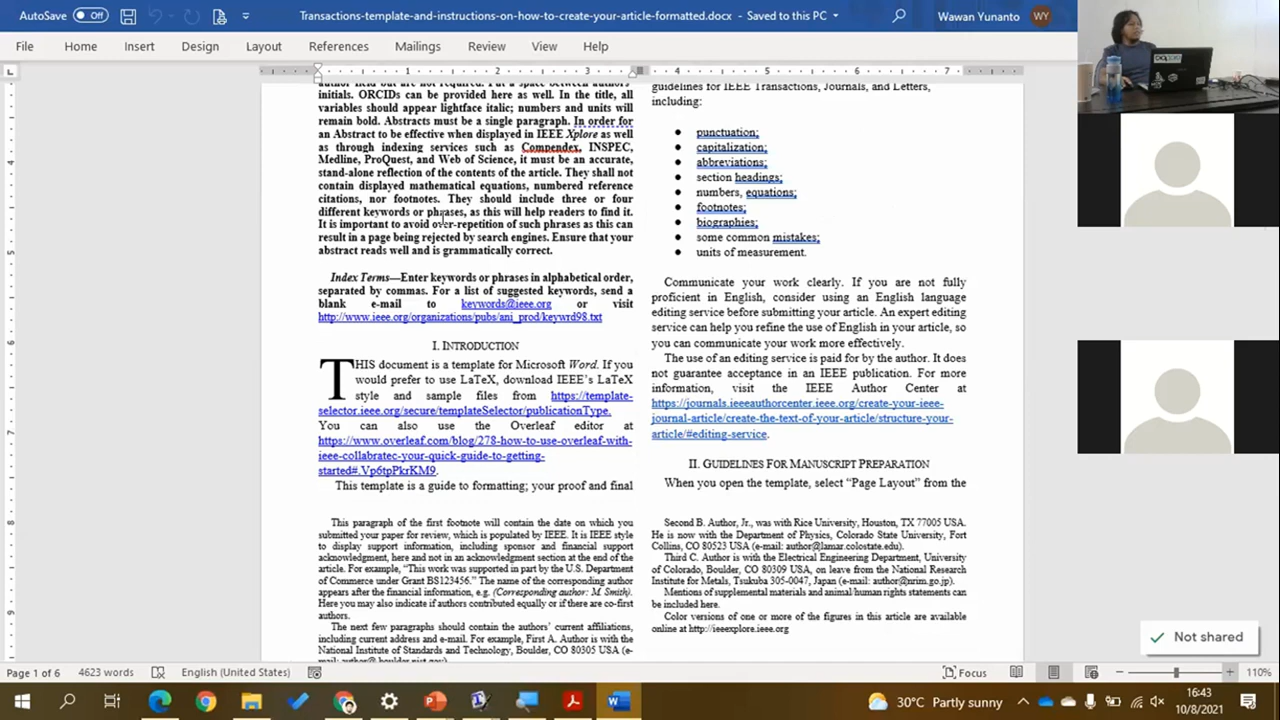 AutoSave
Off
Transactions-template-and-instructions-on-how-to-create-your-article-formatted.docx - Saved to this PC
Wawan Yunanto
WY
File
Home
Insert
Design
Layout
References
Mailings
Review
View
Help
1
2
3
4
5
6
7
author held but are not required. Put a space between authors'
initials. ORCIDs can be provided here as well. In the title, all
variables should appear lightface italic; numbers and units will
remain bold. Abstracts must be a single paragraph. In order for
an Abstract to be effective when displayed in IEEE Xplore as well
as through indexing services such as Compendex, INSPEC,
Medline, ProQuest, and Web of Science, it must be an accurate,
stand-alone reflection of the contents of the article. They shall not
contain displayed mathematical equations, numbered reference
citations, nor footnotes. They should include three or four
different keywords or phrases, as this will help readers to find it.
It is important to avoid over-repetition of such phrases as this can
result in a page being rejected by search engines. Ensure that your
abstract reads well and is grammatically correct.
Index Terms—Enter keywords or phrases in alphabetical order,
separated by commas. For a list of suggested keywords, send a
blank e-mail to keywords@ieee.org or visit
http://www.ieee.org/organizations/pubs/ani_prod/keywrd98.txt
I. INTRODUCTION
THIS document is a template for Microsoft Word. If you
would prefer to use LaTeX, download IEEE's LaTeX
style and sample files from https://template-
selector.ieee.org/secure/templateSelector/publicationType.
You can also use the Overleaf editor at
https://www.overleaf.com/blog/278-how-to-use-overleaf-with-
ieee-collabratec-your-quick-guide-to-getting-
started#.Vp6tpPkrKM9.
This template is a guide to formatting; your proof and final
This paragraph of the first footnote will contain the date on which you
submitted your paper for review, which is populated by IEEE. It is IEEE style
to display support information, including sponsor and financial support
acknowledgment, here and not in an acknowledgment section at the end of the
article. For example, "This work was supported in part by the U.S. Department
of Commerce under Grant BS123456." The name of the corresponding author
appears after the financial information, e.g. (Corresponding author: M. Smith).
Here you may also indicate if authors contributed equally or if there are co-first
authors.
The next few paragraphs should contain the authors' current affiliations,
including current address and e-mail. For example, First A. Author is with the
National Institute of Standards and Technology, Boulder, CO 80305 USA (e-
mail: author@ boulder.nist.gov).
guidelines for IEEE Transactions, Journals, and Letters,
including:
• punctuation;
• capitalization;
• abbreviations;
• section headings;
• numbers, equations;
• footnotes;
• biographies;
• some common mistakes;
• units of measurement.
Communicate your work clearly. If you are not fully
proficient in English, consider using an English language
editing service before submitting your article. An expert editing
service can help you refine the use of English in your article, so
you can communicate your work more effectively.
The use of an editing service is paid for by the author. It does
not guarantee acceptance in an IEEE publication. For more
information, visit the IEEE Author Center at
https://journals.ieeeauthorcenter.ieee.org/create-your-ieee-
journal-article/create-the-text-of-your-article/structure-your-
article/#editing-service.
II. GUIDELINES FOR MANUSCRIPT PREPARATION
When you open the template, select "Page Layout" from the
Second B. Author, Jr., was with Rice University, Houston, TX 77005 USA.
He is now with the Department of Physics, Colorado State University, Fort
Collins, CO 80523 USA (e-mail: author@lamar.colostate.edu).
Third C. Author is with the Electrical Engineering Department, University
of Colorado, Boulder, CO 80309 USA, on leave from the National Research
Institute for Metals, Tsukuba 305-0047, Japan (e-mail: author@nrim.go.jp).
Mentions of supplemental materials and animal/human rights statements can
be included here.
Color versions of one or more of the figures in this article are available
online at http://ieeexplore.ieee.org
4
5
6
7
8
9
Not shared
Page 1 of 6
4623 words
English (United States)
Focus
110%
30°C Partly sunny
16:43
10/8/2021